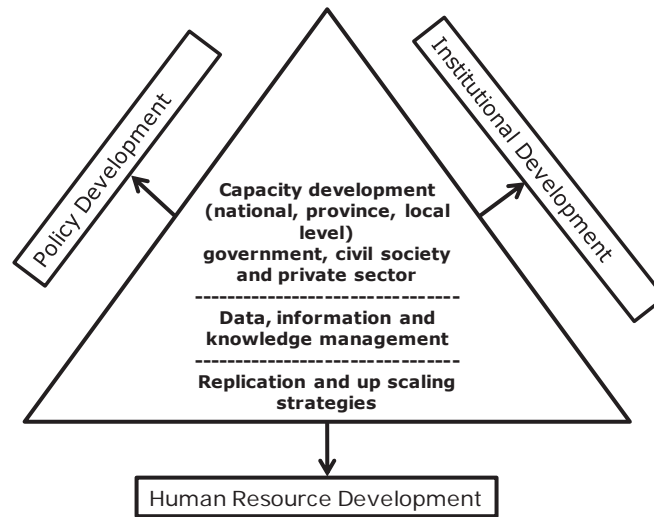 Policy Development
Institutional Development
Capacity development
(national, province, local
level)
government, civil society
and private sector
---------------------------------
Data, information and
knowledge management
---------------------------------
Replication and up scaling
strategies
Human Resource Development